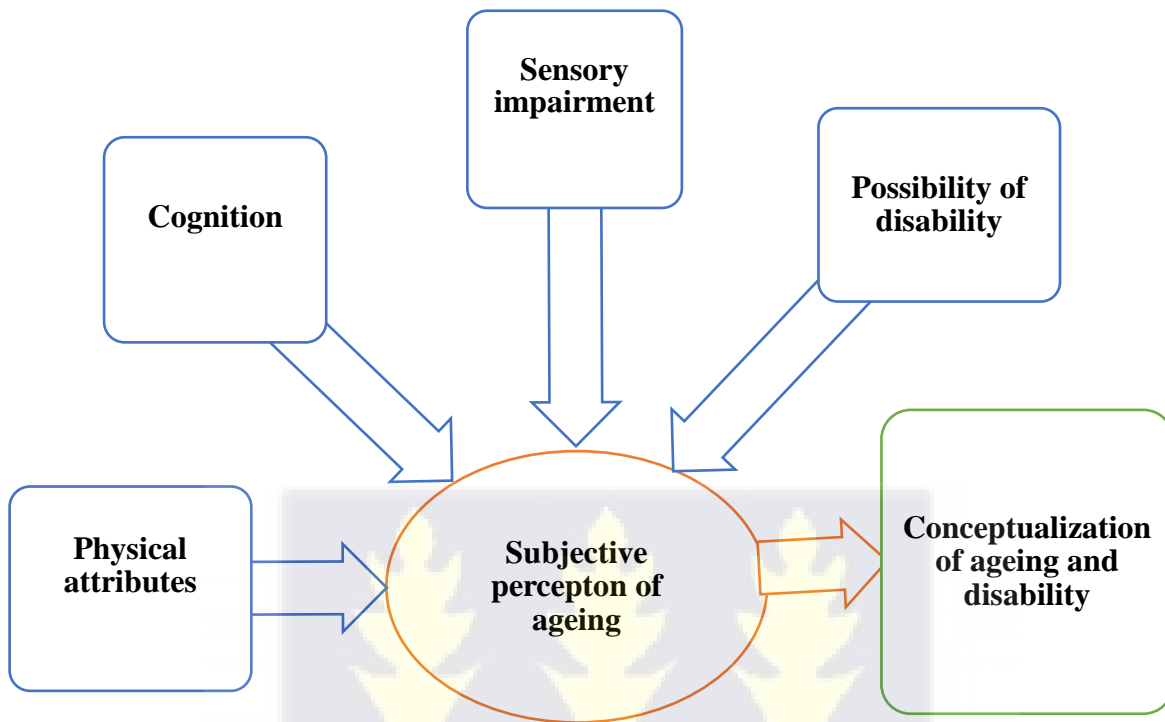 Sensory
impairment
Cognition
Possibility of
disability
Physical
attributes
Subjective
percepton of
ageing
Conceptualization
of ageing and
disability